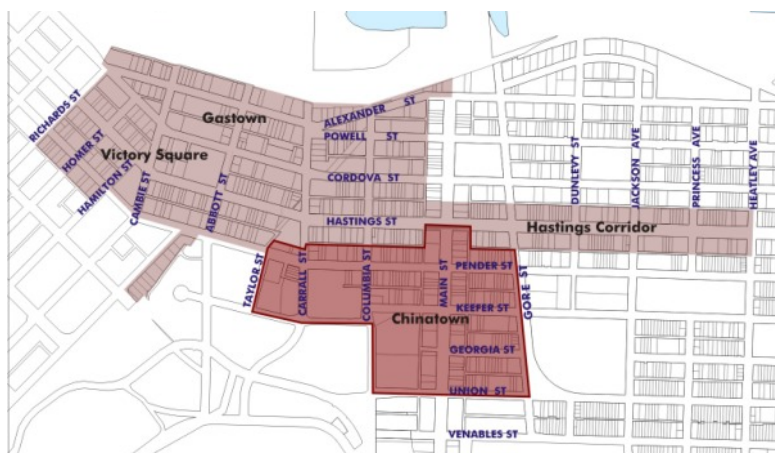 RICHARDS ST
HOMER ST
HAMILTON ST
CAMBIE ST
ABBOTT ST
Gastown
Victory Square
ALEXANDER ST
POWELL ST
CORDOVA ST
HASTINGS ST
DUNLEVY ST
JACKSON AVE
PRINCESS AVE
HEATLEY AVE
Hastings Corridor
TAYLOR ST
CARRALL ST
COLUMBIA ST
MAIN ST
PENDER ST
GORE ST
KEEFER ST
Chinatown
GEORGIA ST
UNION ST
VENABLES ST